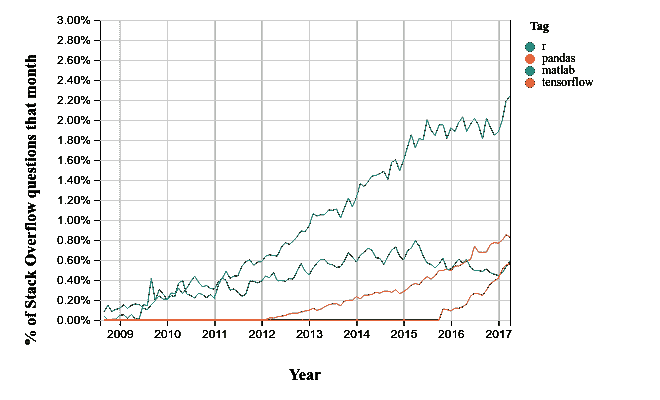 3.00%
2.80%
2.60%
2.40%
2.20%
2.00%
1.80%
1.60%
1.40%
1.20%
1.00%
0.80%
0.60%
0.40%
0.20%
0.00%
% of Stack Overflow questions that month
2009 2010 2011 2012 2013 2014 2015 2016 2017
Year
Tag
r
pandas
matlab
tensorflow